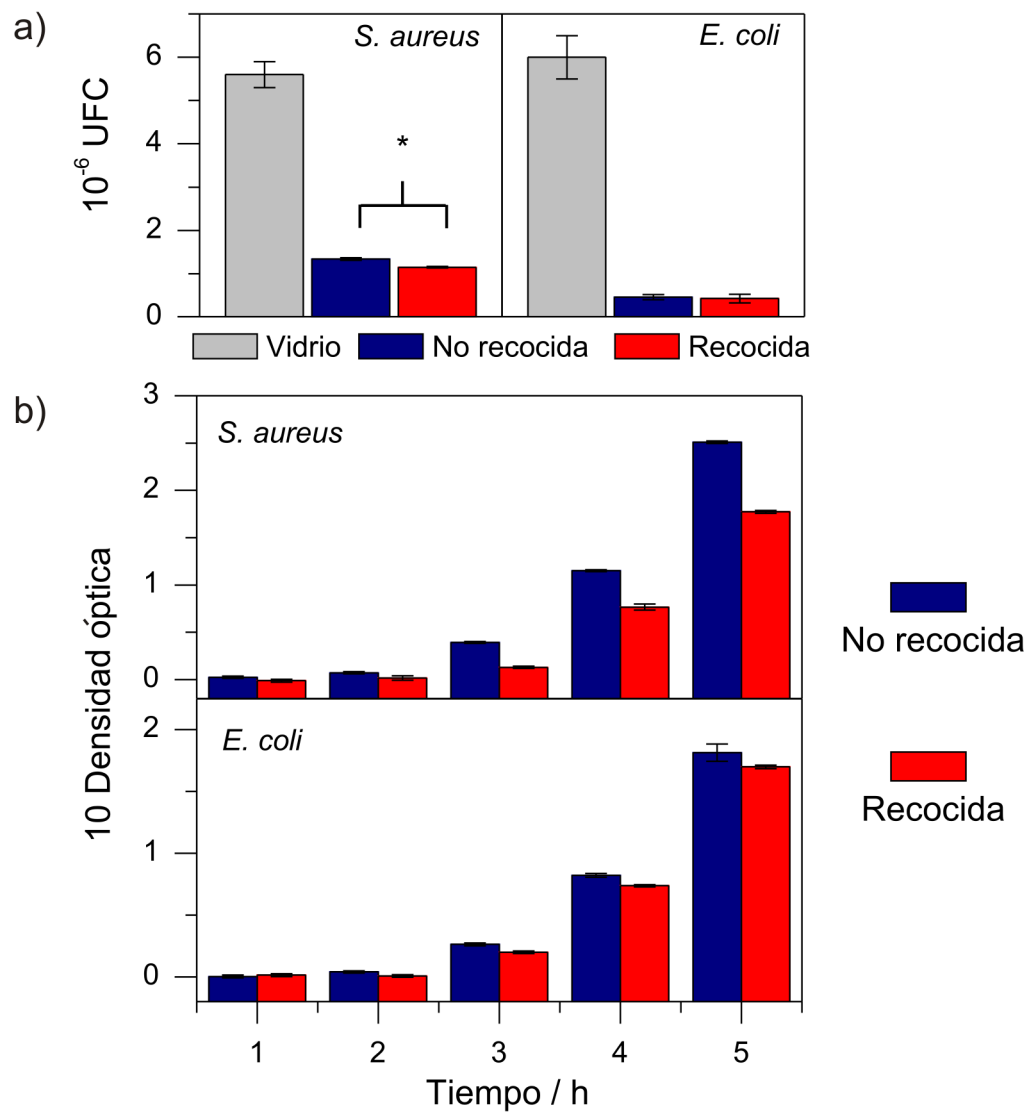 a)
S. aureus
E. coli
10⁻⁶ UFC
6
4
2
0
*
Vidrio No recocida Recocida
b)
S. aureus
10 Densidad óptica
3
2
1
0
E. coli
2
1
0
1 2 3 4 5
Tiempo / h
No recocida
Recocida